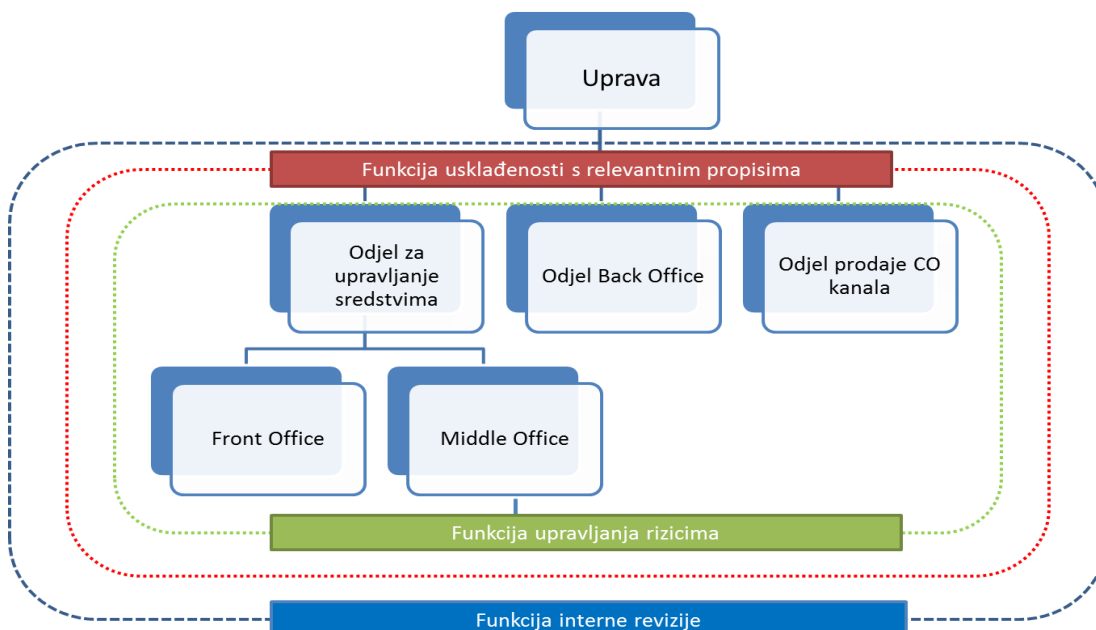 Uprava
Funkcija usklađenosti s relevantnim propisima
Odjel za
upravljanje
sredstvima
Odjel Back Office
Odjel prodaje CO
kanala
Front Office
Middle Office
Funkcija upravljanja rizicima
Funkcija interne revizije